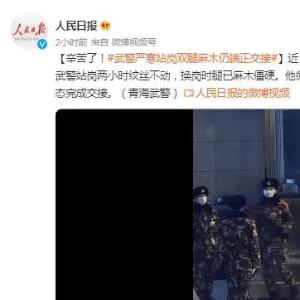 人民日报
人民日报
2小时前 来自 微博视频号
【辛苦了！#武警严寒站岗双腿麻木仍端正交接#】近
武警站岗两小时纹丝不动，换岗时腿已麻木僵硬。他
态完成交接。（青海武警）人民日报的微博视频